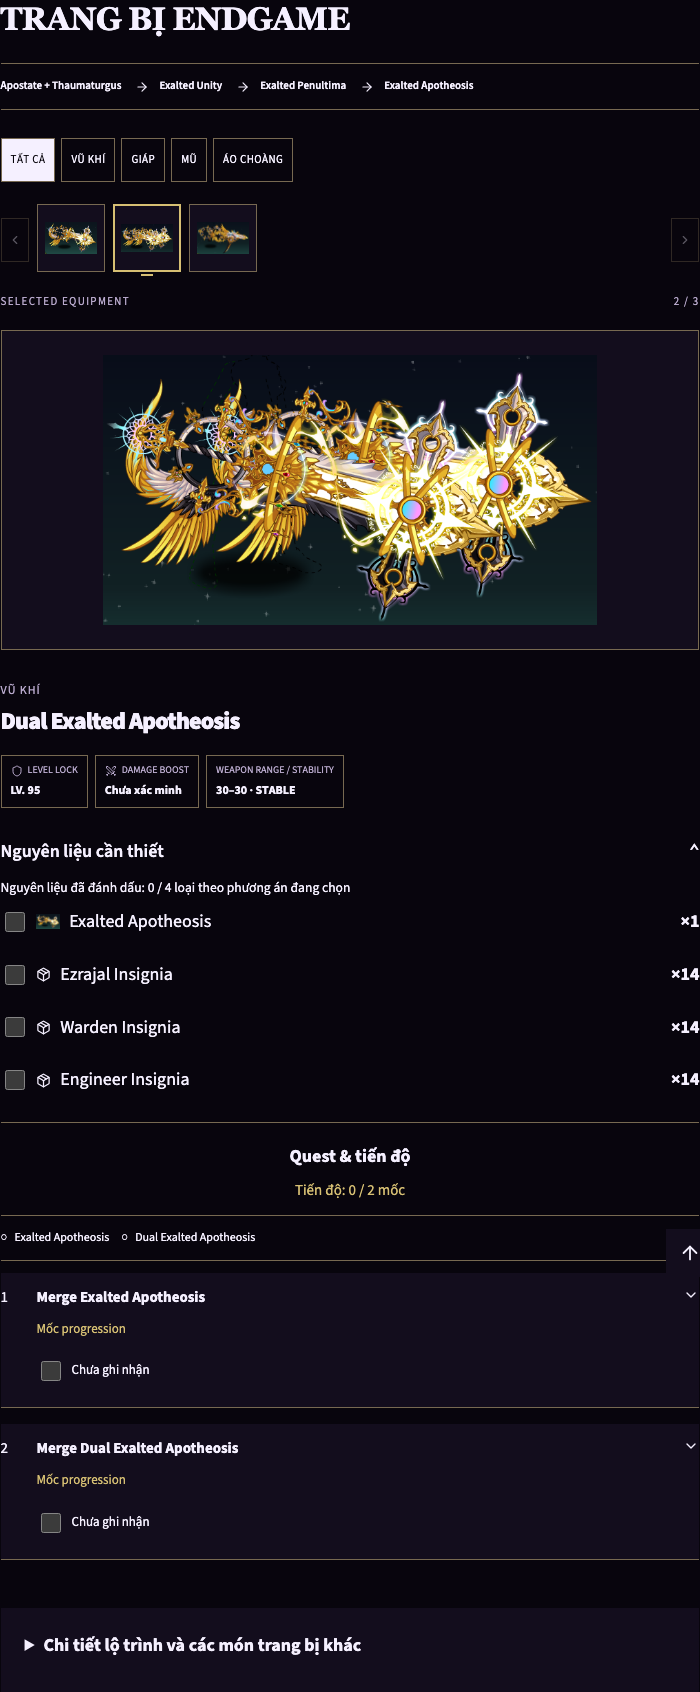 TRANG BỊ ENDGAME
Apostate + Thaumaturgus → Exalted Unity → Exalted Penultima → Exalted Apotheosis
TẤT CẢ VŨ KHÍ GIÁP MŨ ÁO CHOÀNG
SELECTED EQUIPMENT 2 / 3
VŨ KHÍ
Dual Exalted Apotheosis
LEVEL LOCK DAMAGE BOOST WEAPON RANGE / STABILITY
LV. 95 Chưa xác minh 30–30 · STABLE
Nguyên liệu cần thiết
Nguyên liệu đã đánh dấu: 0 / 4 loại theo phương án đang chọn
Exalted Apotheosis ×1
Ezrajal Insignia ×14
Warden Insignia ×14
Engineer Insignia ×14
Quest & tiến độ
Tiến độ: 0 / 2 mốc
Exalted Apotheosis Dual Exalted Apotheosis
1 Merge Exalted Apotheosis
Mốc progression
Chưa ghi nhận
2 Merge Dual Exalted Apotheosis
Mốc progression
Chưa ghi nhận
Chi tiết lộ trình và các món trang bị khác